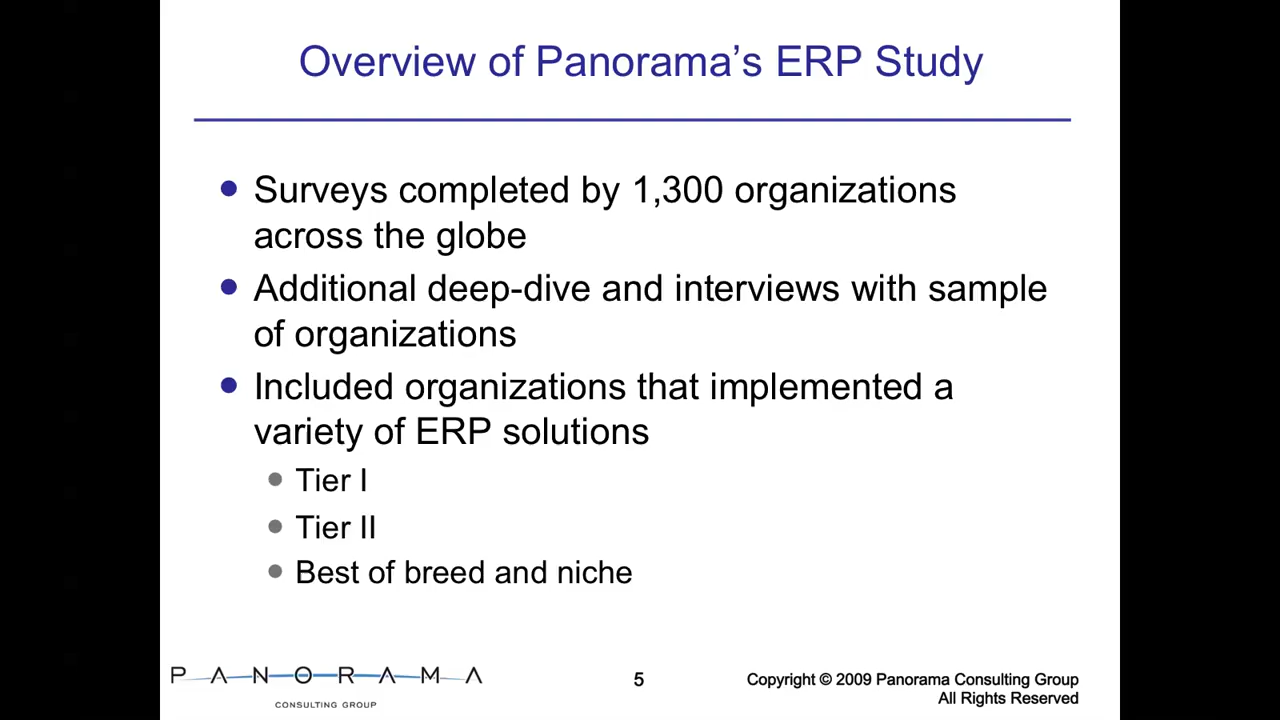 Overview of Panorama’s ERP Study
Surveys completed by 1,300 organizations
across the globe
Additional deep-dive and interviews with sample
of organizations
Included organizations that implemented a
variety of ERP solutions
Tier I
Tier II
Best of breed and niche
PANORAMA
CONSULTING GROUP
5
Copyright © 2009 Panorama Consulting Group
All Rights Reserved